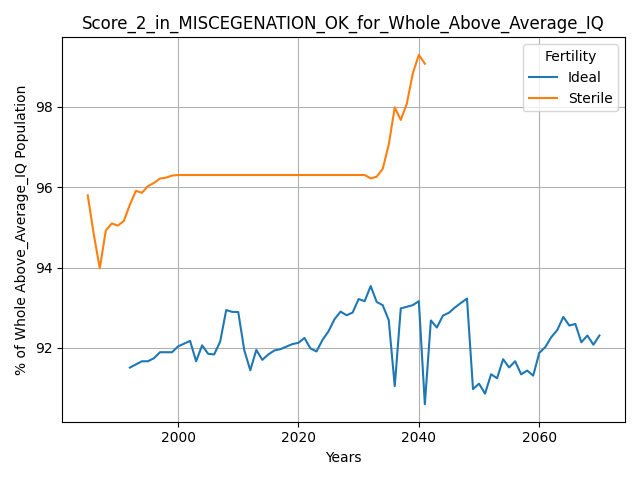 Score_2_in_MISCEGENATION_OK_for_Whole_Above_Average_IQ
Fertility
Ideal
Sterile
% of Whole Above_Average_IQ Population
98
96
94
92
2000
2020
2040
2060
Years